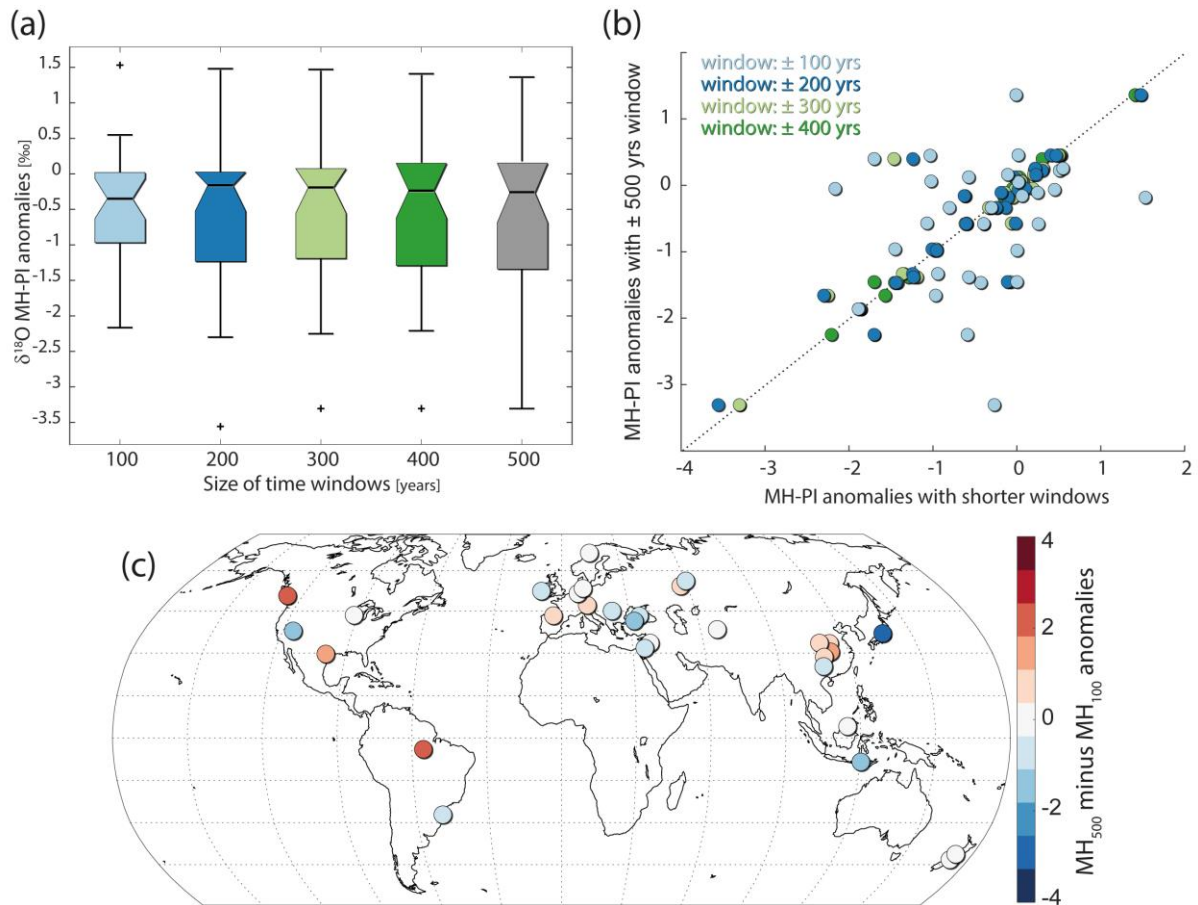 (a)
1.5
1
0.5
0
-0.5
-1
-1.5
-2
-2.5
-3
-3.5
δ¹⁸O MH-PI anomalies [‰]
100 200 300 400 500
Size of time windows [years]
(b)
window: ± 100 yrs
window: ± 200 yrs
window: ± 300 yrs
window: ± 400 yrs
1
0
-1
-2
-3
MH-PI anomalies with ± 500 yrs window
-4 -3 -2 -1 0 1 2
MH-PI anomalies with shorter windows
(c)
4
2
0
-2
-4
MH₅₀₀ minus MH₁₀₀ anomalies